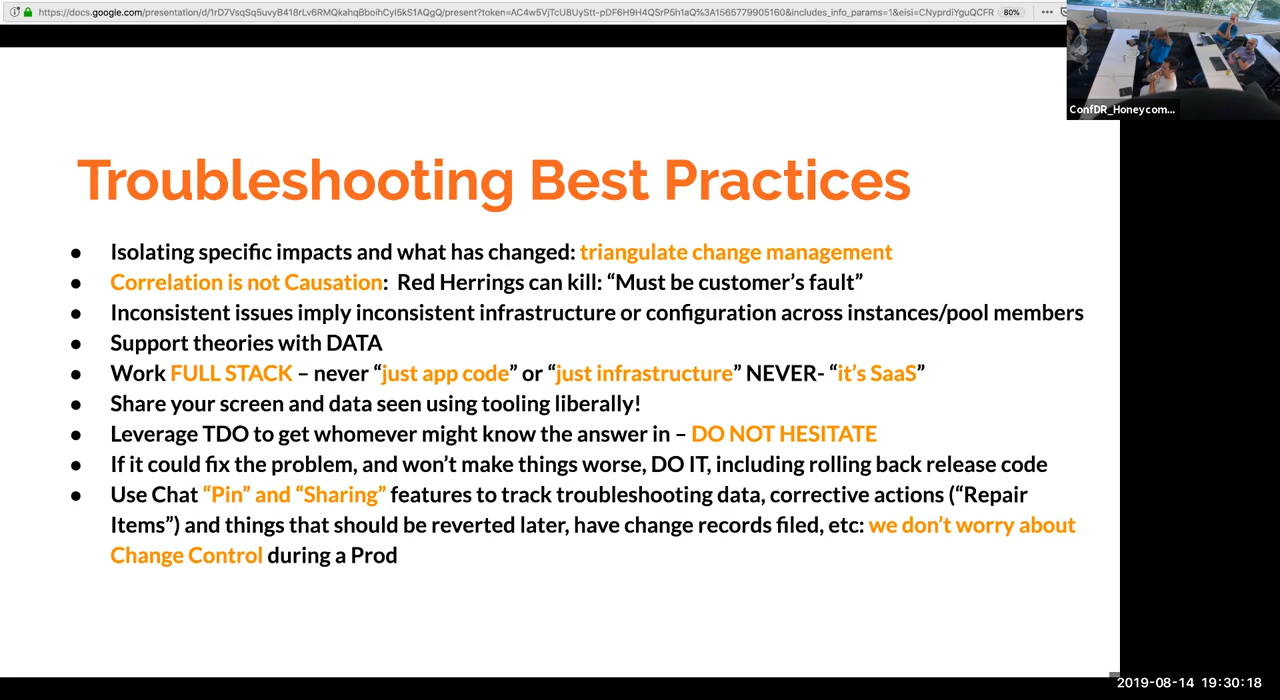 https://docs.google.com/presentation/d/1rD7VsqSq5uvyB418rLv6RMQkahqBboihCyI5kS1AQgQ/present?token=AC4w5VjTcU8UyStt-pDF6H9H4QSrP5h1aQ%3A1565779905160&includes_info_params=1&eisi=CNyprdiYguQCFR 80%
ConfDR_Honeycom...
Troubleshooting Best Practices
● Isolating specific impacts and what has changed: triangulate change management
● Correlation is not Causation: Red Herrings can kill: “Must be customer’s fault”
● Inconsistent issues imply inconsistent infrastructure or configuration across instances/pool members
● Support theories with DATA
● Work FULL STACK – never “just app code” or “just infrastructure” NEVER- “it’s SaaS”
● Share your screen and data seen using tooling liberally!
● Leverage TDO to get whomever might know the answer in – DO NOT HESITATE
● If it could fix the problem, and won’t make things worse, DO IT, including rolling back release code
● Use Chat “Pin” and “Sharing” features to track troubleshooting data, corrective actions (“Repair
Items”) and things that should be reverted later, have change records filed, etc: we don’t worry about
Change Control during a Prod
2019-08-14 19:30:18